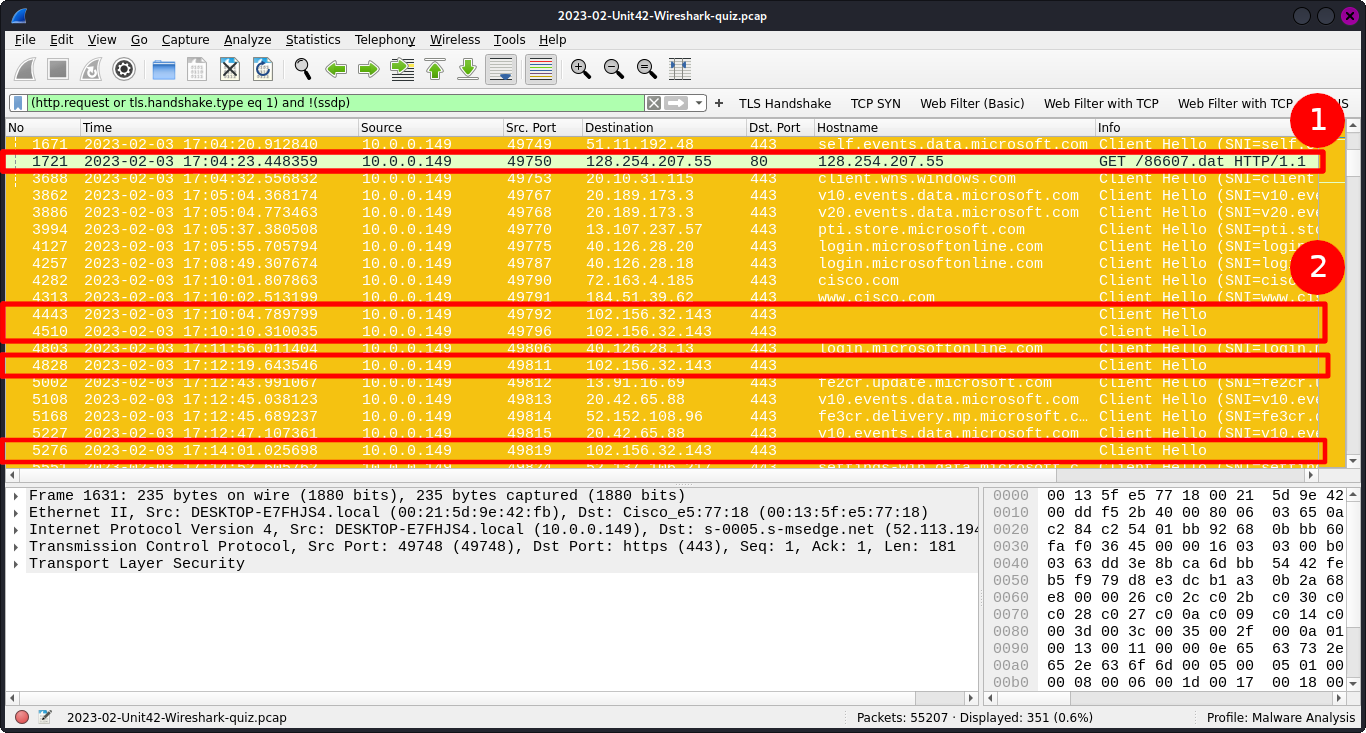 2023-02-Unit42-Wireshark-quiz.pcap
File Edit View Go Capture Analyze Statistics Telephony Wireless Tools Help
(http.request or tls.handshake.type eq 1) and !(ssdp) + TLS Handshake TCP SYN Web Filter (Basic) Web Filter with TCP Web Filter with TCP NS
1
No Time Source Src. Port Destination Dst. Port Hostname Info
1671 2023-02-03 17:04:20.912840 10.0.0.149 49749 51.11.192.48 443 self.events.data.microsoft.com Client Hello (SNI=self.
1721 2023-02-03 17:04:23.448359 10.0.0.149 49750 128.254.207.55 80 128.254.207.55 GET /86607.dat HTTP/1.1
3688 2023-02-03 17:04:32.556832 10.0.0.149 49753 20.10.31.115 443 client.wns.windows.com Client Hello (SNI=client
3862 2023-02-03 17:05:04.368174 10.0.0.149 49767 20.189.173.3 443 v10.events.data.microsoft.com Client Hello (SNI=v10.eve
3886 2023-02-03 17:05:04.773463 10.0.0.149 49768 20.189.173.3 443 v20.events.data.microsoft.com Client Hello (SNI=v20.eve
3994 2023-02-03 17:05:37.380508 10.0.0.149 49770 13.107.237.57 443 pti.store.microsoft.com Client Hello (SNI=pti.sto
4127 2023-02-03 17:05:55.705794 10.0.0.149 49775 40.126.28.20 443 login.microsoftonline.com Client Hello (SNI=logi
4257 2023-02-03 17:08:49.307674 10.0.0.149 49787 40.126.28.18 443 login.microsoftonline.com Client Hello (SNI=log
2
4282 2023-02-03 17:10:01.807863 10.0.0.149 49790 72.163.4.185 443 cisco.com Client Hello (SNI=cis
4313 2023-02-03 17:10:02.513199 10.0.0.149 49791 184.51.39.62 443 www.cisco.com Client Hello (SNI=www.ci
4443 2023-02-03 17:10:04.789799 10.0.0.149 49792 102.156.32.143 443 Client Hello
4510 2023-02-03 17:10:10.310035 10.0.0.149 49796 102.156.32.143 443 Client Hello
4803 2023-02-03 17:11:56.011404 10.0.0.149 49806 40.126.28.13 443 login.microsoftonline.com Client Hello (SNI=login.
4828 2023-02-03 17:12:19.643546 10.0.0.149 49811 102.156.32.143 443 Client Hello
5002 2023-02-03 17:12:43.991067 10.0.0.149 49812 13.91.16.69 443 fe2cr.update.microsoft.com Client Hello (SNI=fe2cr.
5108 2023-02-03 17:12:45.038123 10.0.0.149 49813 20.42.65.88 443 v10.events.data.microsoft.com Client Hello (SNI=v10.eve
5168 2023-02-03 17:12:45.689237 10.0.0.149 49814 52.152.108.96 443 fe3cr.delivery.mp.microsoft.c… Client Hello (SNI=fe3cr.
5227 2023-02-03 17:12:47.107361 10.0.0.149 49815 20.42.65.88 443 v10.events.data.microsoft.com Client Hello (SNI=v10.eve
5276 2023-02-03 17:14:01.025698 10.0.0.149 49819 102.156.32.143 443 Client Hello
Frame 1631: 235 bytes on wire (1880 bits), 235 bytes captured (1880 bits)
Ethernet II, Src: DESKTOP-E7FHJS4.local (00:21:5d:9e:42:fb), Dst: Cisco_e5:77:18 (00:13:5f:e5:77:18)
Internet Protocol Version 4, Src: DESKTOP-E7FHJS4.local (10.0.0.149), Dst: s-0005.s-msedge.net (52.113.194
Transmission Control Protocol, Src Port: 49748 (49748), Dst Port: https (443), Seq: 1, Ack: 1, Len: 181
Transport Layer Security
0000 00 13 5f e5 77 18 00 21 5d 9e 42
0010 00 dd f5 2b 40 00 80 06 03 65 0a
0020 c2 84 c2 54 01 bb 92 68 0b bb 60
0030 fa f0 36 45 00 00 16 03 03 00 b0
0040 03 63 dd 3e 8b ca 6d bb 54 42 fe
0050 b5 f9 79 d8 e3 dc b1 a3 0b 2a 68
0060 e8 00 00 26 c0 2c c0 2b c0 30 c0
0070 c0 28 c0 27 c0 0a c0 09 c0 14 c0
0080 00 3d 00 3c 00 35 00 2f 00 0a 01
0090 00 13 00 11 00 00 0e 65 63 73 2e
00a0 65 2e 63 6f 6d 00 05 00 05 01 00
00b0 00 08 00 06 00 1d 00 17 00 18 00
2023-02-Unit42-Wireshark-quiz.pcap Packets: 55207 · Displayed: 351 (0.6%) Profile: Malware Analysis